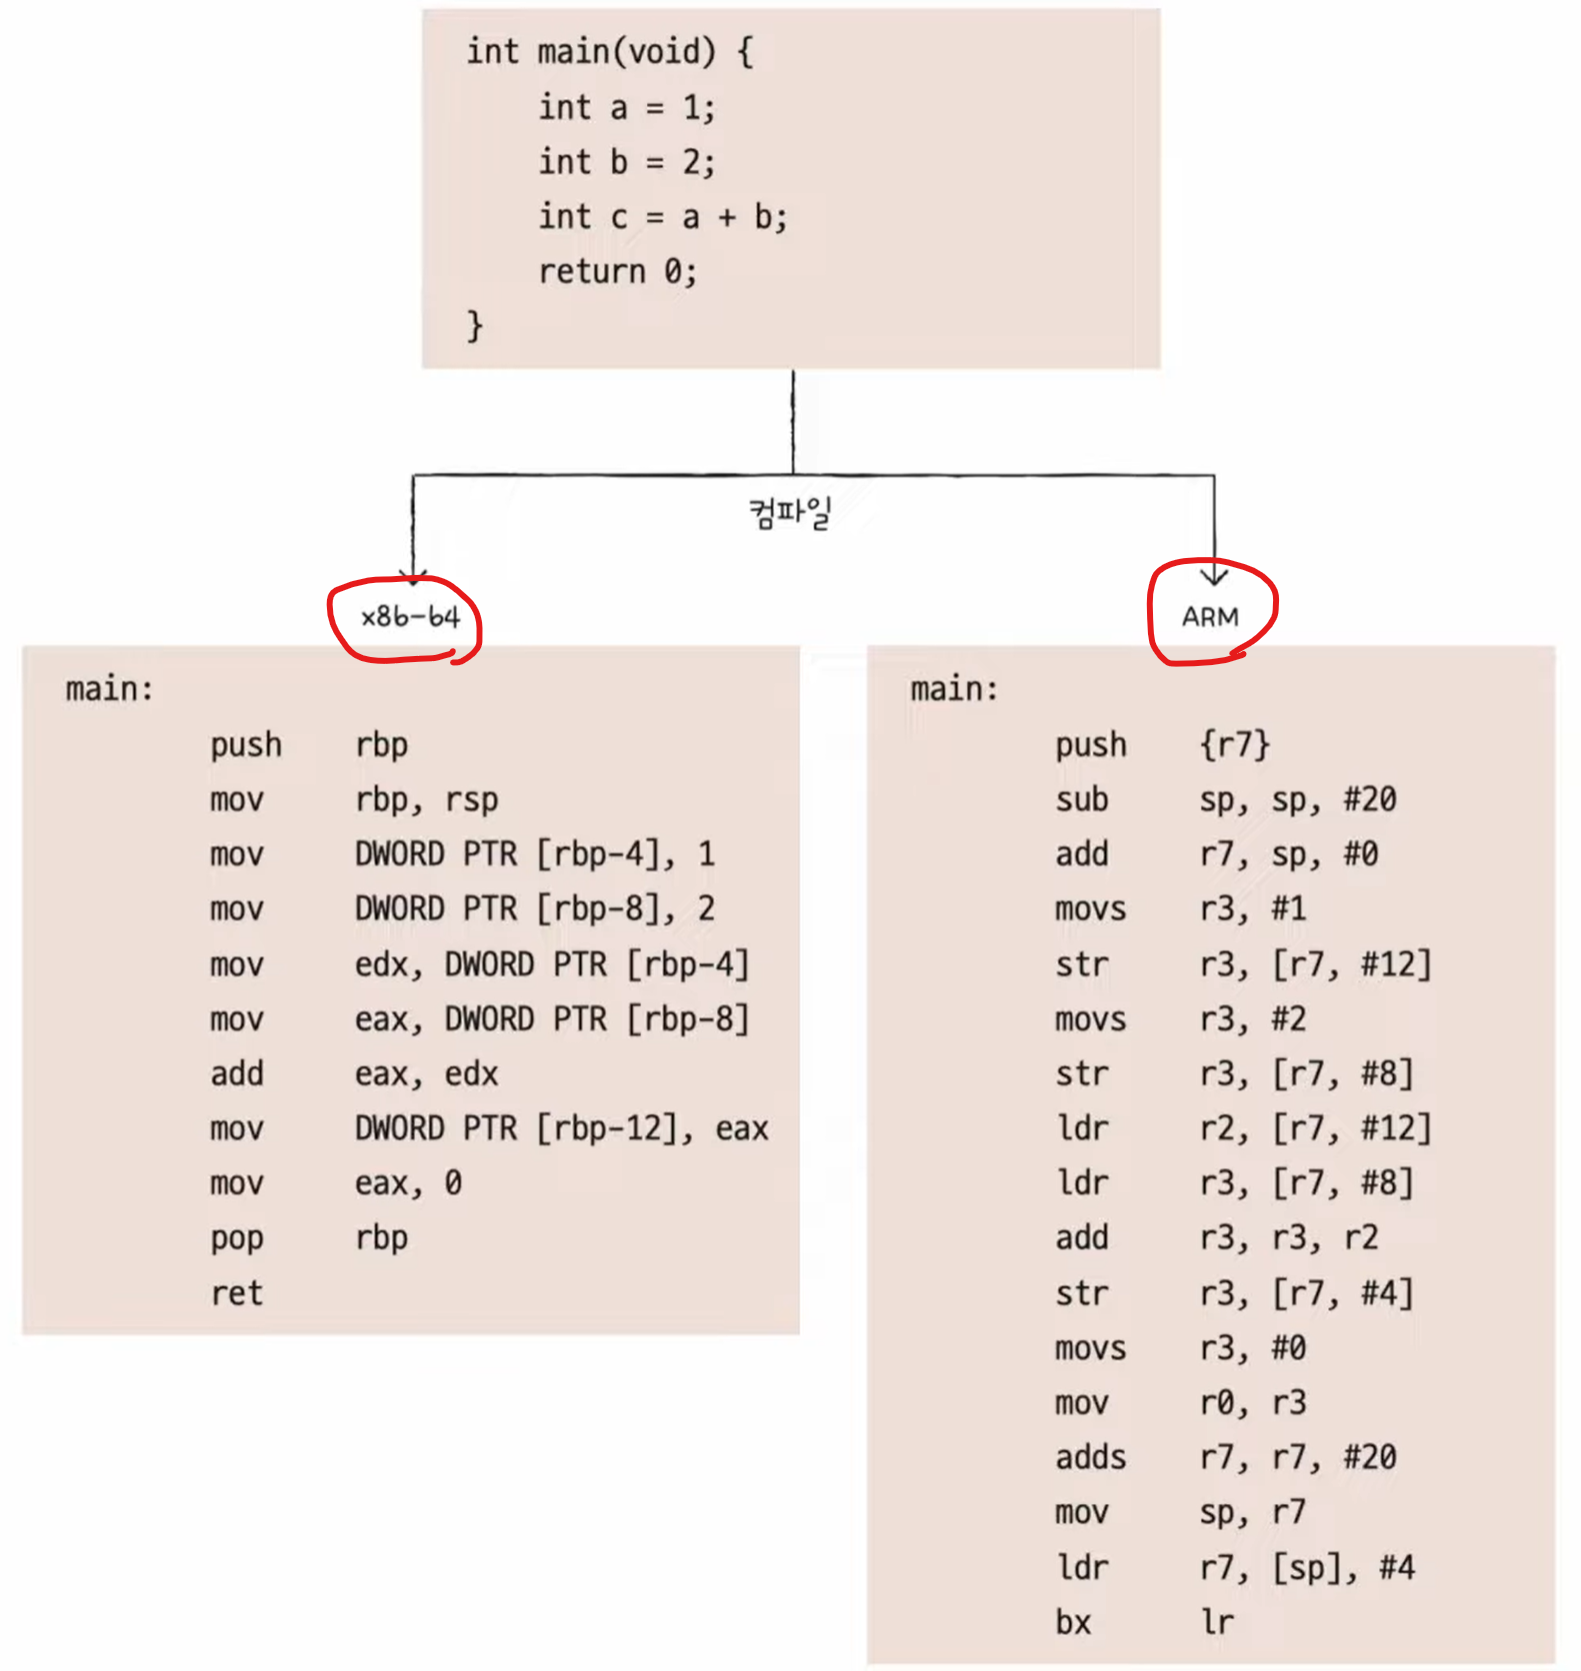 int main(void) {
int a = 1;
int b = 2;
int c = a + b;
return 0;
}
컴파일
x86-64
main:
push rbp
mov rbp, rsp
mov DWORD PTR [rbp-4], 1
mov DWORD PTR [rbp-8], 2
mov edx, DWORD PTR [rbp-4]
mov eax, DWORD PTR [rbp-8]
add eax, edx
mov DWORD PTR [rbp-12], eax
mov eax, 0
pop rbp
ret
ARM
main:
push {r7}
sub sp, sp, #20
add r7, sp, #0
movs r3, #1
str r3, [r7, #12]
movs r3, #2
str r3, [r7, #8]
ldr r2, [r7, #12]
ldr r3, [r7, #8]
add r3, r3, r2
str r3, [r7, #4]
movs r3, #0
mov r0, r3
adds r7, r7, #20
mov sp, r7
ldr r7, [sp], #4
bx lr